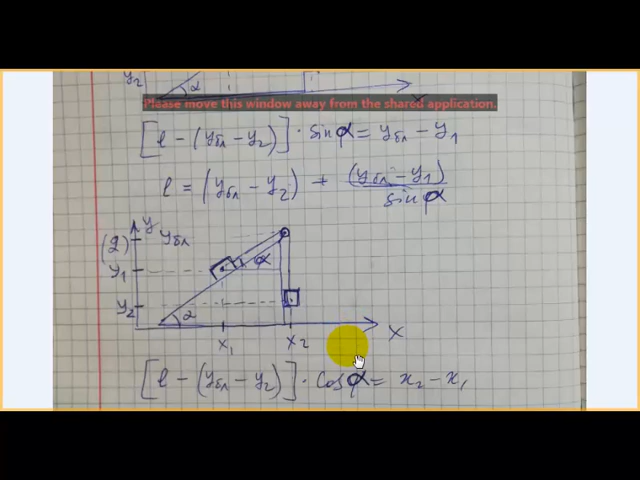 y₂ α x
Please move this window away from the shared application.
[l - (yбл - y₂)] · sin α = yбл - y₁
l = (yбл - y₂) + (yбл - y₁) / sin α
y
(2) yбл
y₁ α
y₂ α
x₁ x₂ x
[l - (yбл - y₂)] · cos α = x₂ - x₁